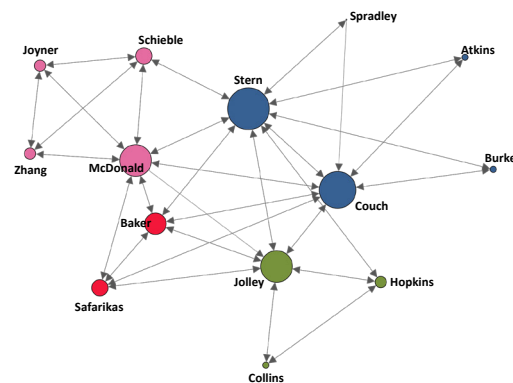 Spradley
Schieble
Joyner
Atkins
Stern
Burke
Zhang
McDonald
Couch
Baker
Jolley
Hopkins
Safarikas
Collins